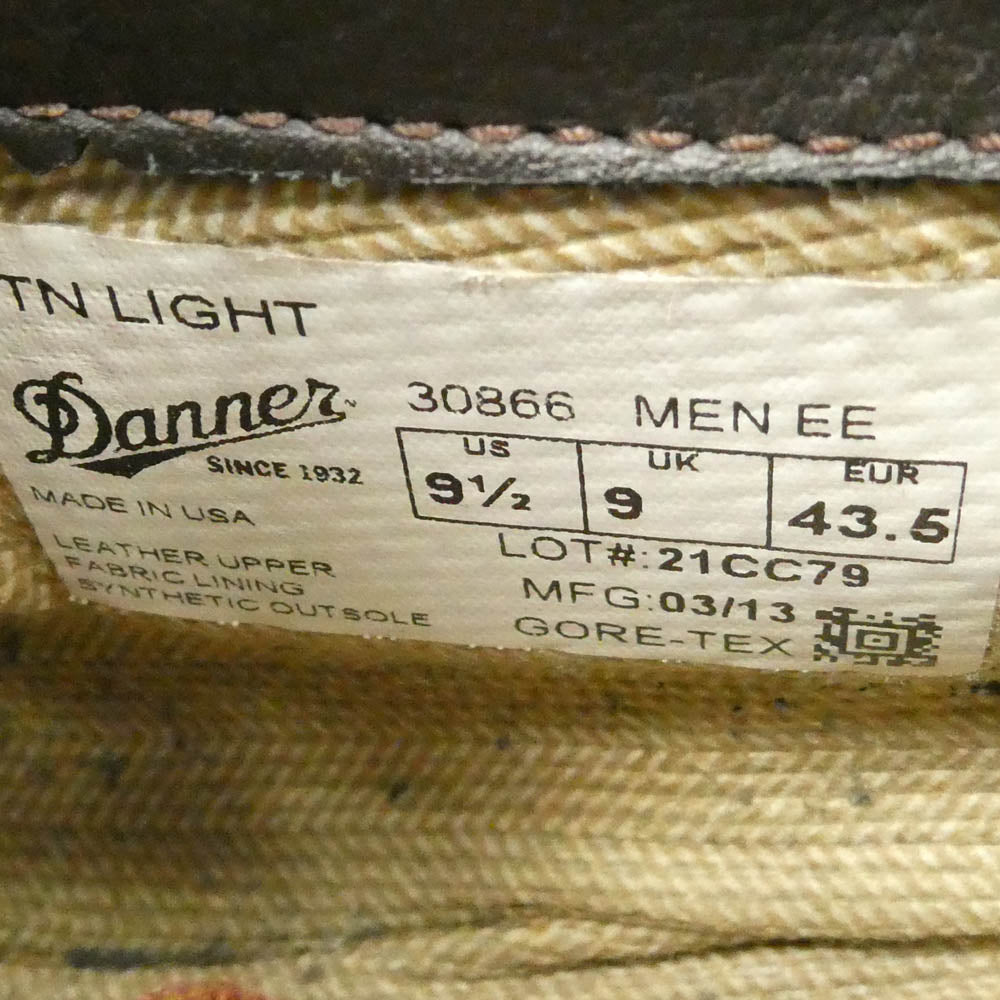 TN LIGHT
Danner
SINCE 1932
30866 MEN EE
US UK EUR
9½ 9 43.5
MADE IN USA
LEATHER UPPER
FABRIC LINING
SYNTHETIC OUTSOLE
LOT#:21CC79
MFG:03/13
GORE-TEX